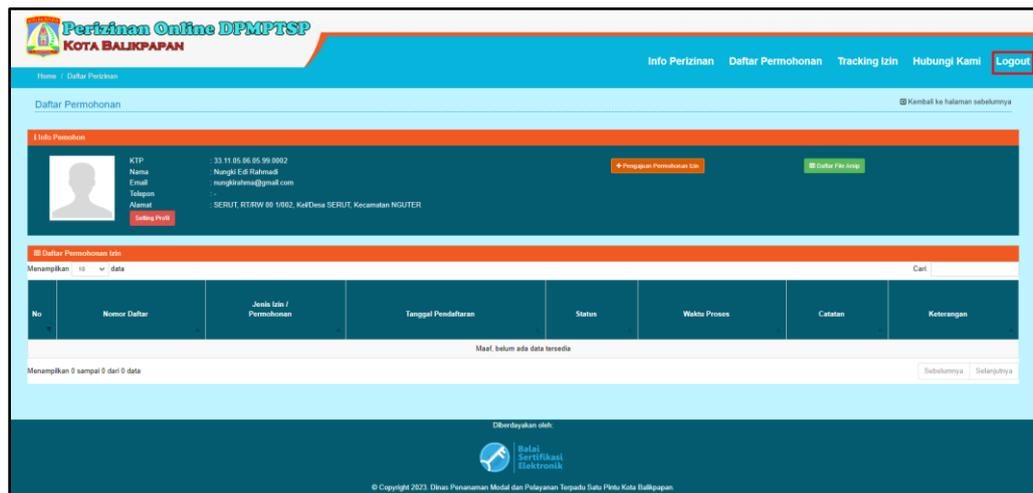 Perizinan Online DPMPTSP
KOTA BALIKPAPAN
Info Perizinan Daftar Permohonan Tracking Izin Hubungi Kami Logout
Home / Daftar Perizinan
Daftar Permohonan
Kembali ke halaman sebelumnya
Info Pemohon
KTP : 33.11.05.06.05.99.0002
Nama : Nungki Edi Rahmadi
Email : nungkirahma@gmail.com
Telepon : -
Alamat : SERUT, RT/RW 00 1/002, Kel/Desa SERUT, Kecamatan NGUTER
Setting Profil
+ Pengajuan Permohonan Izin
Daftar File Arsip
Daftar Permohonan Izin
Menampilkan 10 data
Cari
No
Nomor Daftar
Jenis Izin /
Permohonan
Tanggal Pendaftaran
Status
Waktu Proses
Catatan
Keterangan
Maaf, belum ada data tersedia
Menampilkan 0 sampai 0 dari 0 data
Sebelumnya Selanjutnya
Diberdayakan oleh:
Balai
Sertifikasi
Elektronik
© Copyright 2023. Dinas Penanaman Modal dan Pelayanan Terpadu Satu Pintu Kota Balikpapan.